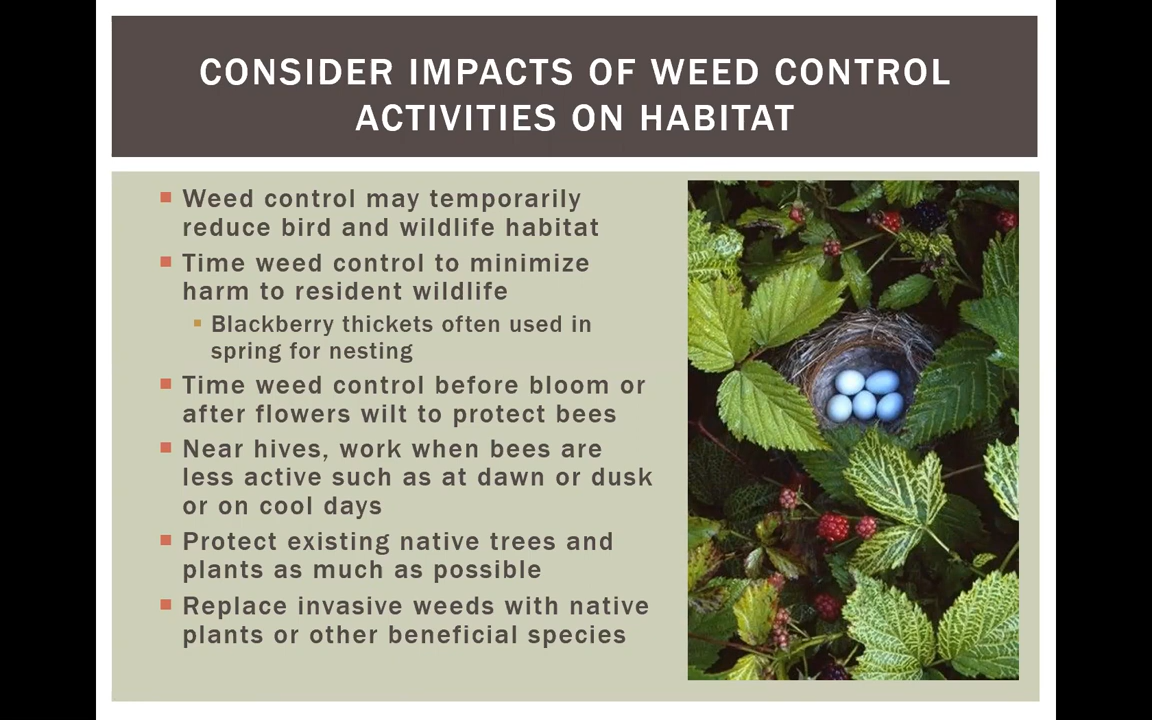 CONSIDER IMPACTS OF WEED CONTROL
ACTIVITIES ON HABITAT
Weed control may temporarily
reduce bird and wildlife habitat
Time weed control to minimize
harm to resident wildlife
Blackberry thickets often used in
spring for nesting
Time weed control before bloom or
after flowers wilt to protect bees
Near hives, work when bees are
less active such as at dawn or dusk
or on cool days
Protect existing native trees and
plants as much as possible
Replace invasive weeds with native
plants or other beneficial species